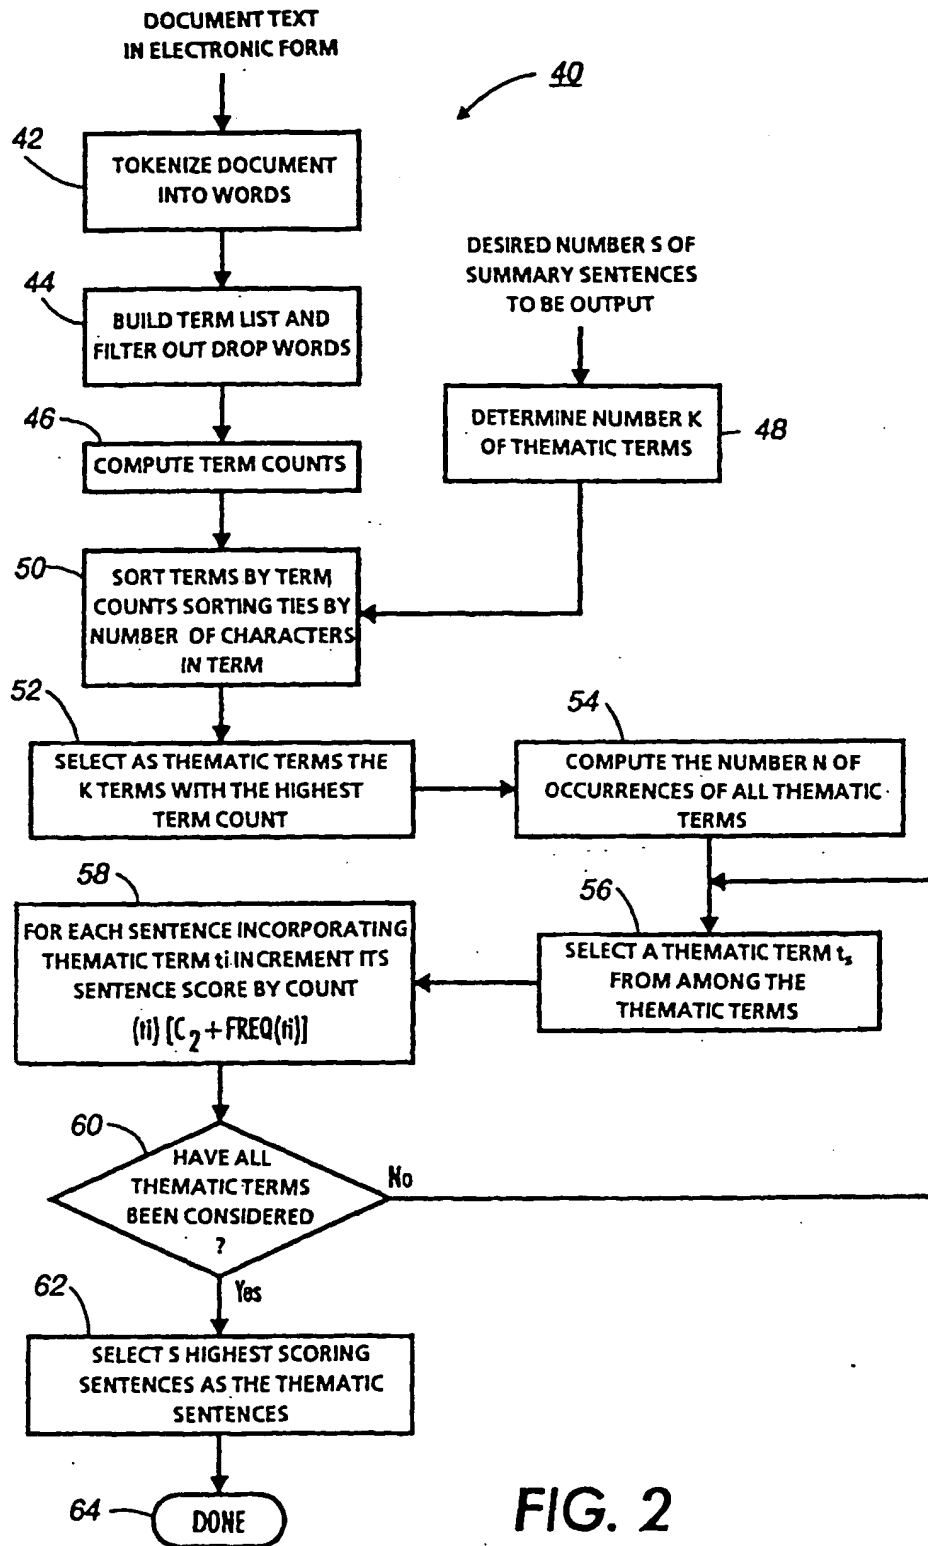 DOCUMENT TEXT
IN ELECTRONIC FORM
40
42
TOKENIZE DOCUMENT
INTO WORDS
DESIRED NUMBER S OF
SUMMARY SENTENCES
TO BE OUTPUT
44
BUILD TERM LIST AND
FILTER OUT DROP WORDS
46
COMPUTE TERM COUNTS
DETERMINE NUMBER K
OF THEMATIC TERMS
48
50
SORT TERMS BY TERM
COUNTS SORTING TIES BY
NUMBER OF CHARACTERS
IN TERM
52
SELECT AS THEMATIC TERMS THE
K TERMS WITH THE HIGHEST
TERM COUNT
54
COMPUTE THE NUMBER N OF
OCCURRENCES OF ALL THEMATIC
TERMS
56
SELECT A THEMATIC TERM ts
FROM AMONG THE
THEMATIC TERMS
58
FOR EACH SENTENCE INCORPORATING
THEMATIC TERM ti INCREMENT ITS
SENTENCE SCORE BY COUNT
(ti) [C2 + FREQ(ti)]
60
HAVE ALL
THEMATIC TERMS
BEEN CONSIDERED
?
No
Yes
62
SELECT S HIGHEST SCORING
SENTENCES AS THE THEMATIC
SENTENCES
64
DONE
FIG. 2